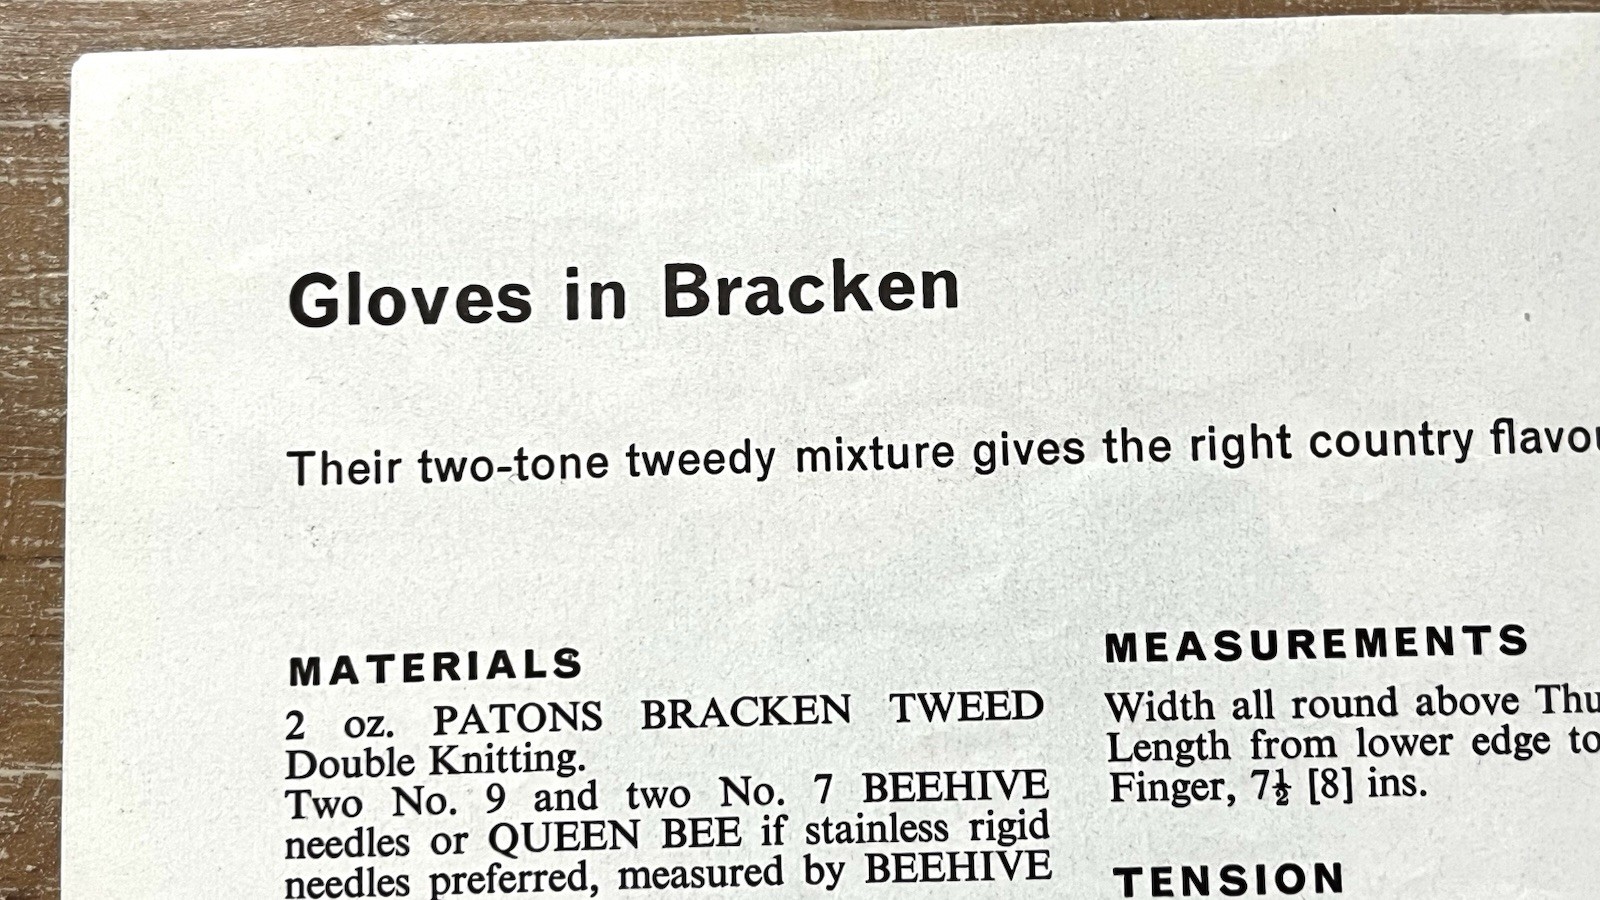 Gloves in Bracken
Their two-tone tweedy mixture gives the right country
MATERIALS
2 oz. PATONS BRACKEN TWEED
Double Knitting.
Two No. 9 and two No. 7 BEEHIVE
needles or QUEEN BEE if stainless rigid
needles preferred, measured by BEEHIVE
MEASUREMENTS
Width all round above
Length from lower edge to
Finger, 7½ [8] ins.
TENSION